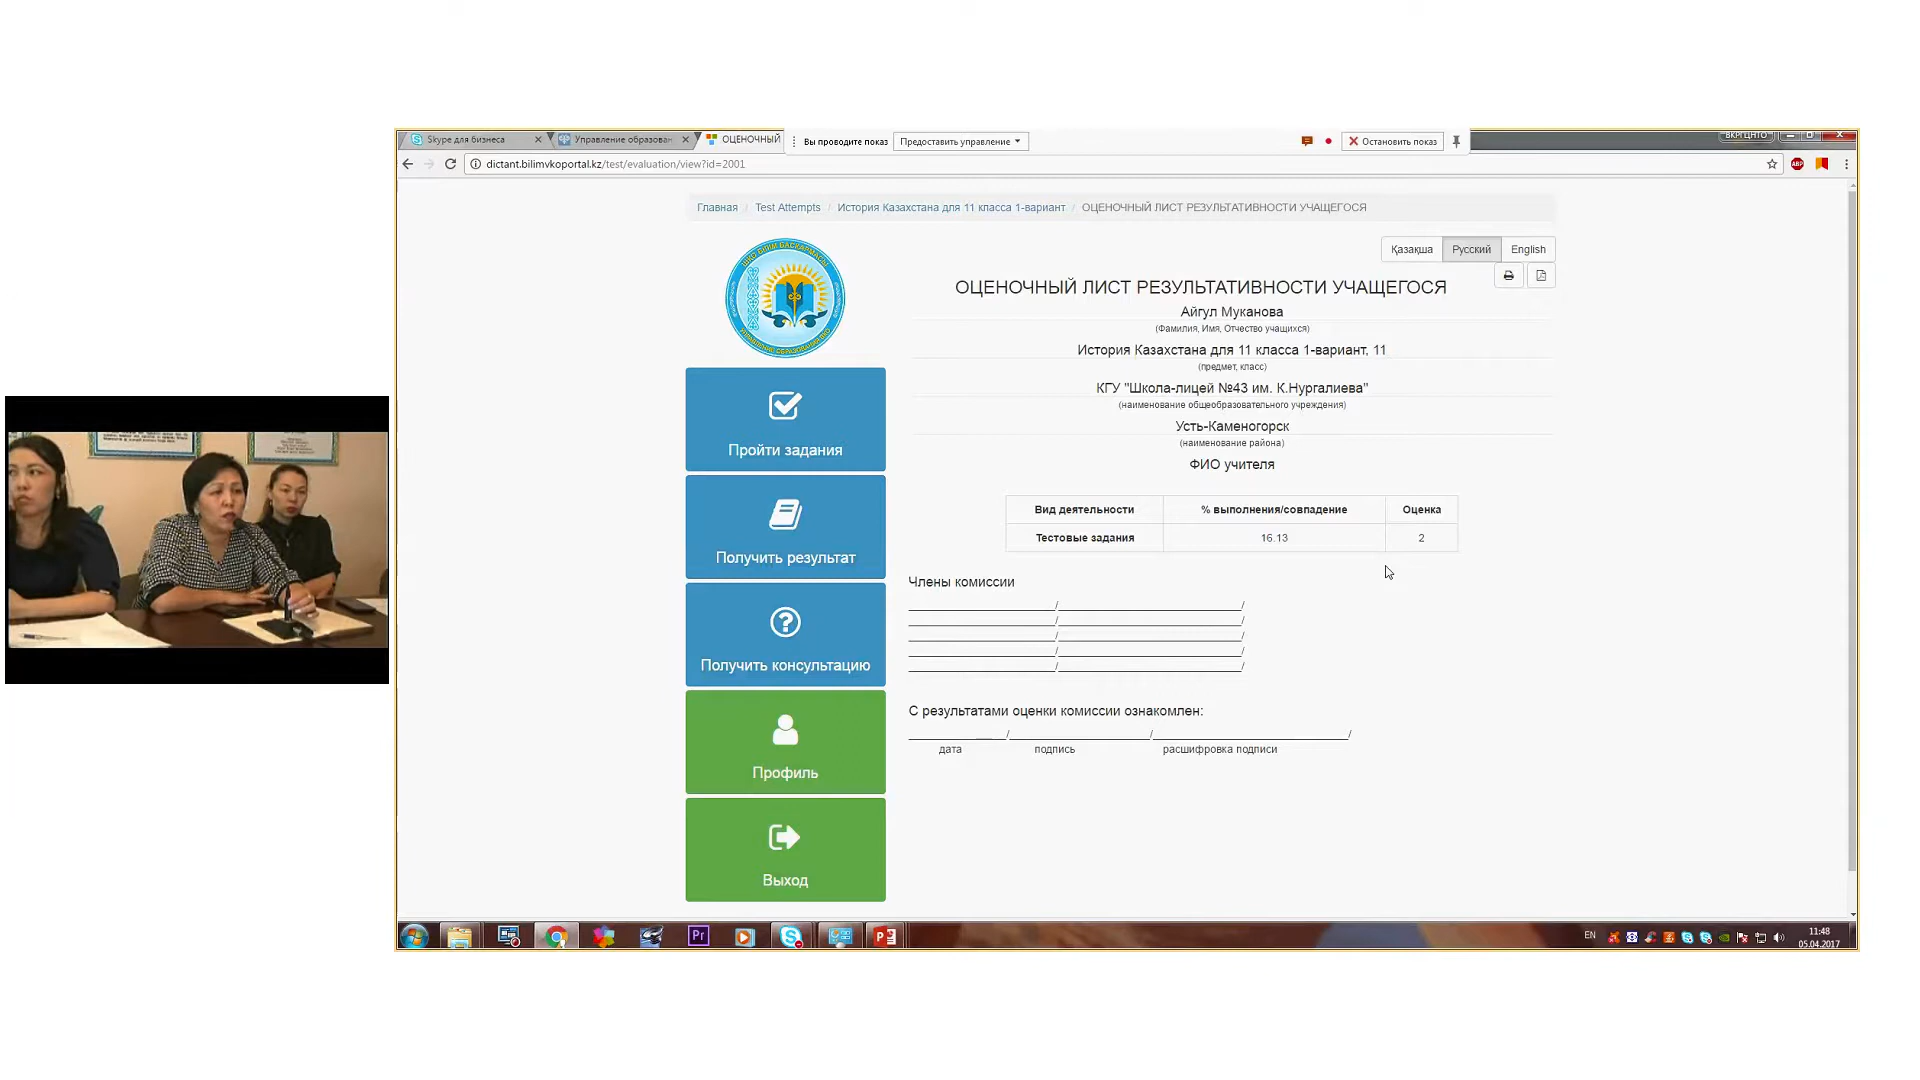 Skype для бизнеса
Управление образован
ОЦЕНОЧНЫЙ
Вы проводите показ
Предоставить управление
Остановить показ
ВКРГЦНТО
dictant.bilimvkoportal.kz/test/evaluation/view?id=2001
ABP
Главная / Test Attempts / История Казахстана для 11 класса 1-вариант / ОЦЕНОЧНЫЙ ЛИСТ РЕЗУЛЬТАТИВНОСТИ УЧАЩЕГОСЯ
Қазақша Русский English
ОЦЕНОЧНЫЙ ЛИСТ РЕЗУЛЬТАТИВНОСТИ УЧАЩЕГОСЯ
Айгул Муканова
(Фамилия, Имя, Отчество учащихся)
История Казахстана для 11 класса 1-вариант, 11
(предмет, класс)
КГУ "Школа-лицей №43 им. К.Нургалиева"
(наименование общеобразовательного учреждения)
Усть-Каменогорск
(наименование района)
ФИО учителя
Вид деятельности % выполнения/совпадение Оценка
Тестовые задания 16.13 2
Члены комиссии
С результатами оценки комиссии ознакомлен:
дата подпись расшифровка подписи
Пройти задания
Получить результат
Получить консультацию
Профиль
Выход
Pr
EN
11:48
05.04.2017